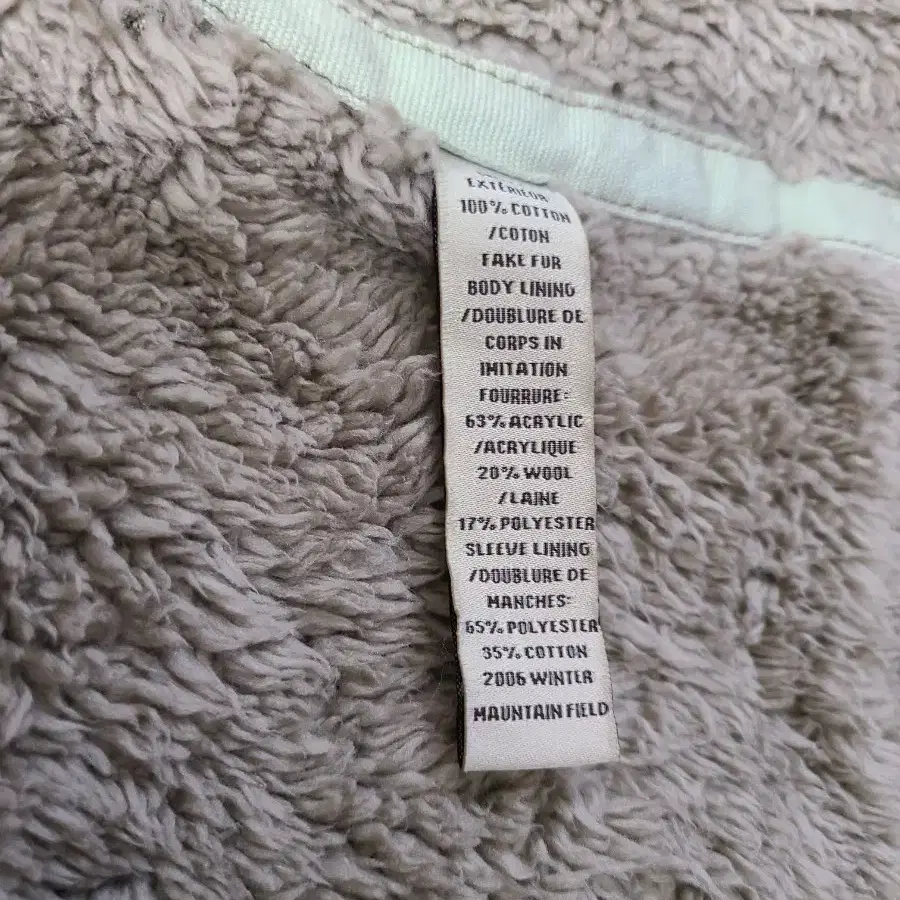 EXTÉRIEUR
100% COTTON
/COTON
FAKE FUR
BODY LINING
/DOUBLURE DE
CORPS IN
IMITATION
FOURRURE:
63% ACRYLIC
/ACRYLIQUE
20% WOOL
/LAINE
17% POLYESTER
SLEEVE LINING
/DOUBLURE DE
MANCHES:
65% POLYESTER
35% COTTON
2006 WINTER
MAUNTAIN FIELD